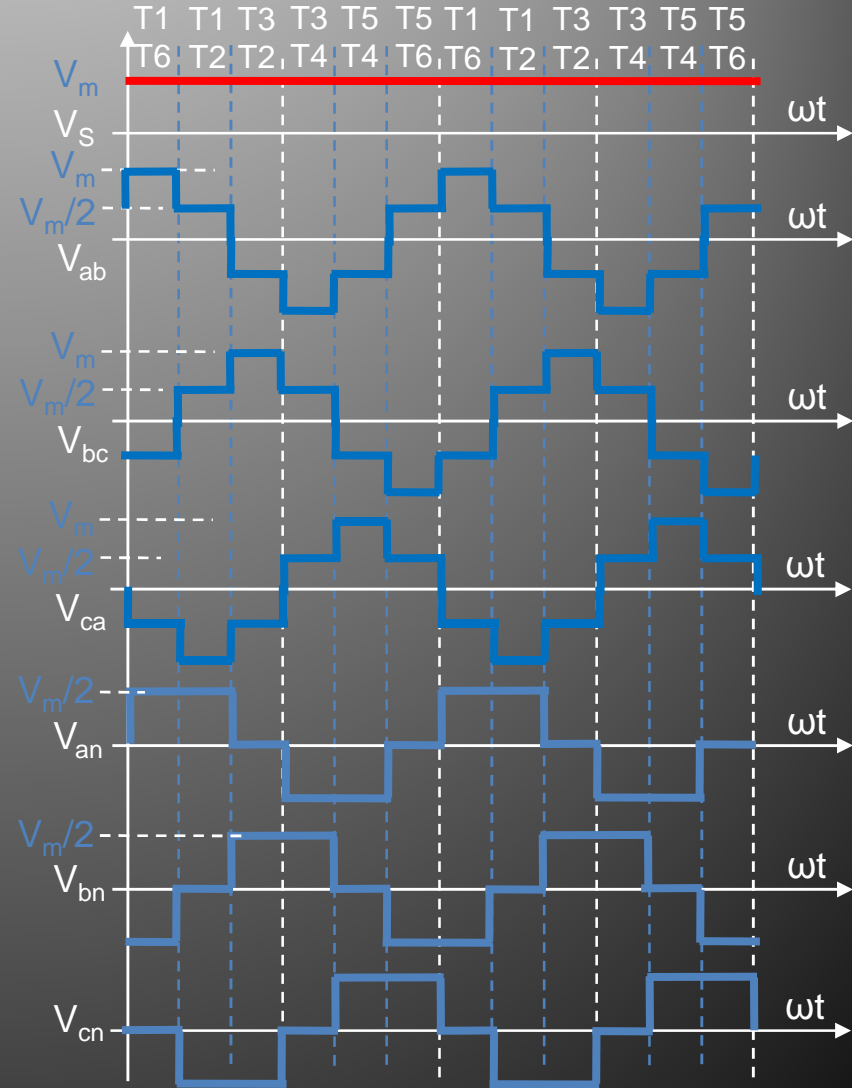 T1 T1 T3 T3 T5 T5 T1 T1 T3 T3 T5 T5
T6 T2 T2 T4 T4 T6 T6 T2 T2 T4 T4 T6
Vm
ωt
VS
Vm
Vm/2
ωt
Vab
Vm
Vm/2
ωt
Vbc
Vm
Vm/2
ωt
Vca
Vm/2
ωt
Van
Vm/2
ωt
Vbn
ωt
Vcn